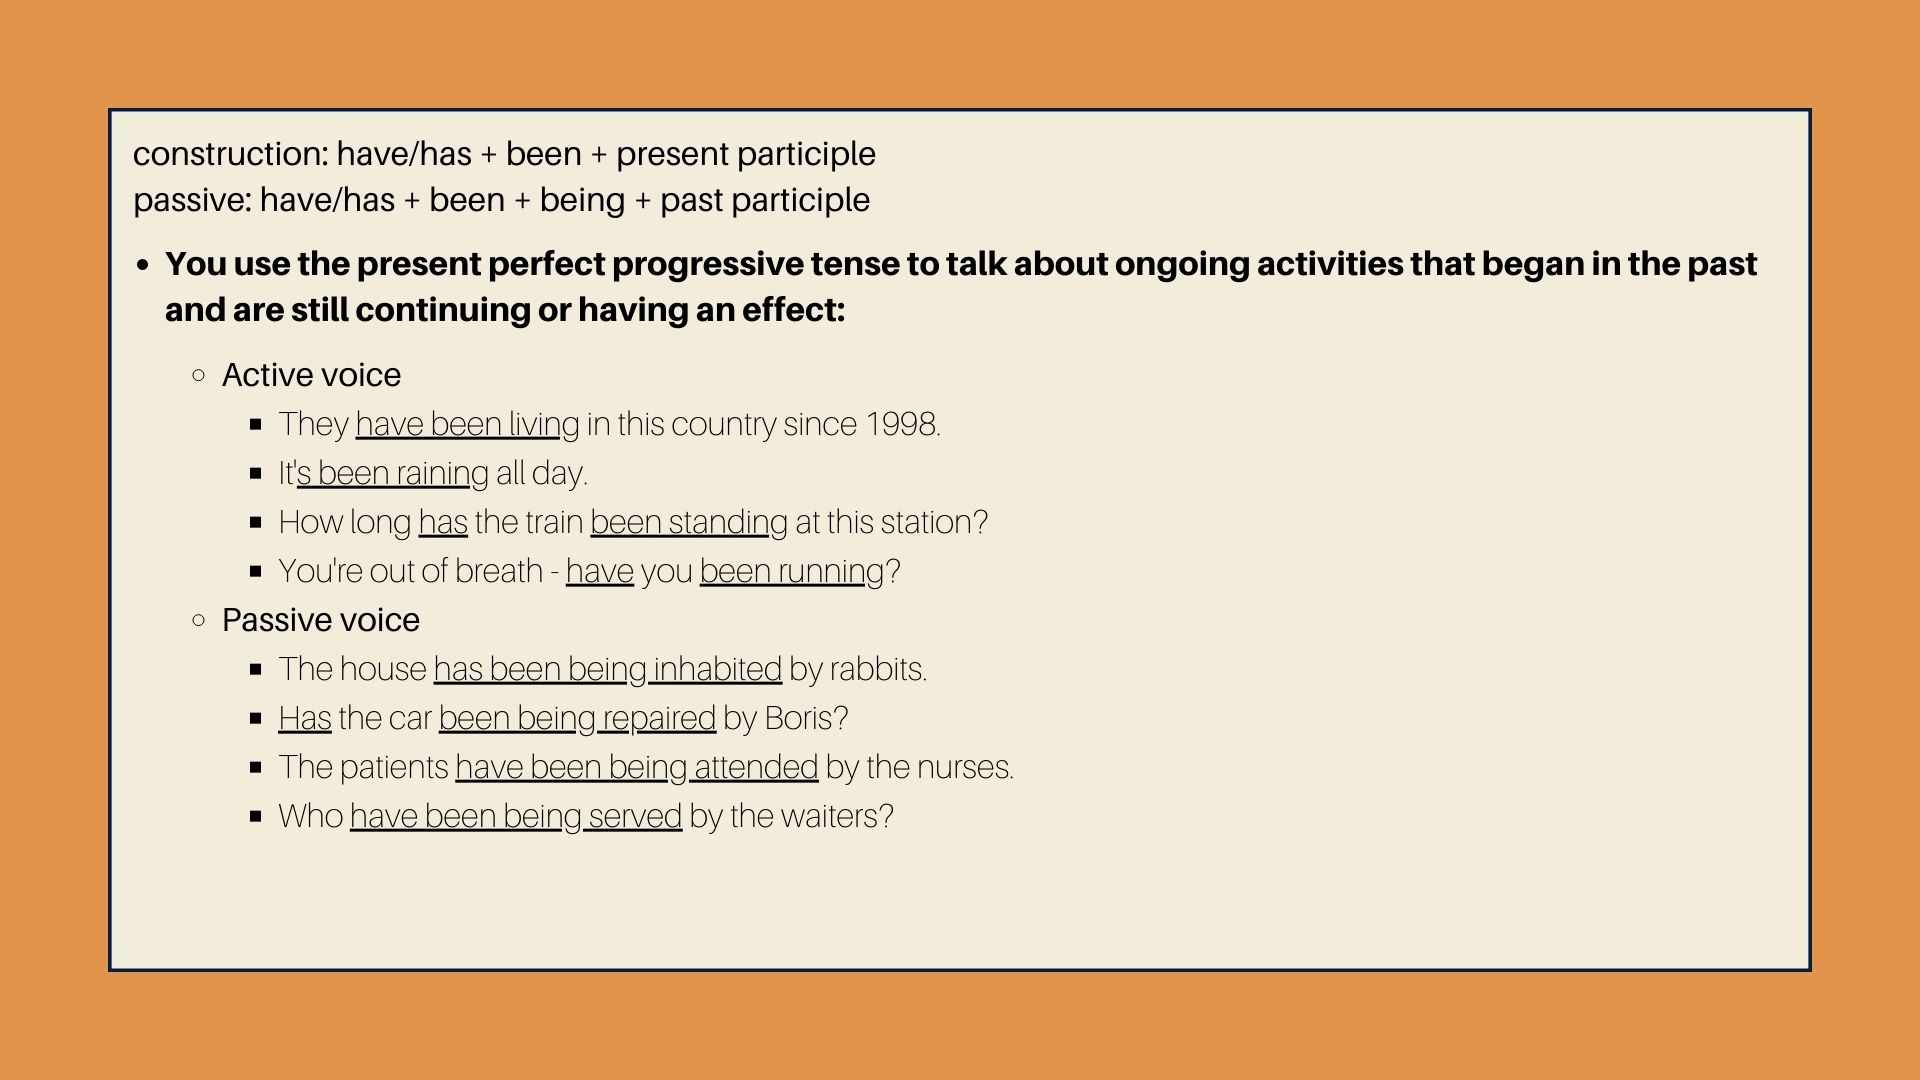 construction: have/has + been + present participle
passive: have/has + been + being + past participle
• You use the present perfect progressive tense to talk about ongoing activities that began in the past
and are still continuing or having an effect:
○ Active voice
▪ They have been living in this country since 1998.
▪ It's been raining all day.
▪ How long has the train been standing at this station?
▪ You're out of breath - have you been running?
○ Passive voice
▪ The house has been being inhabited by rabbits.
▪ Has the car been being repaired by Boris?
▪ The patients have been being attended by the nurses.
▪ Who have been being served by the waiters?